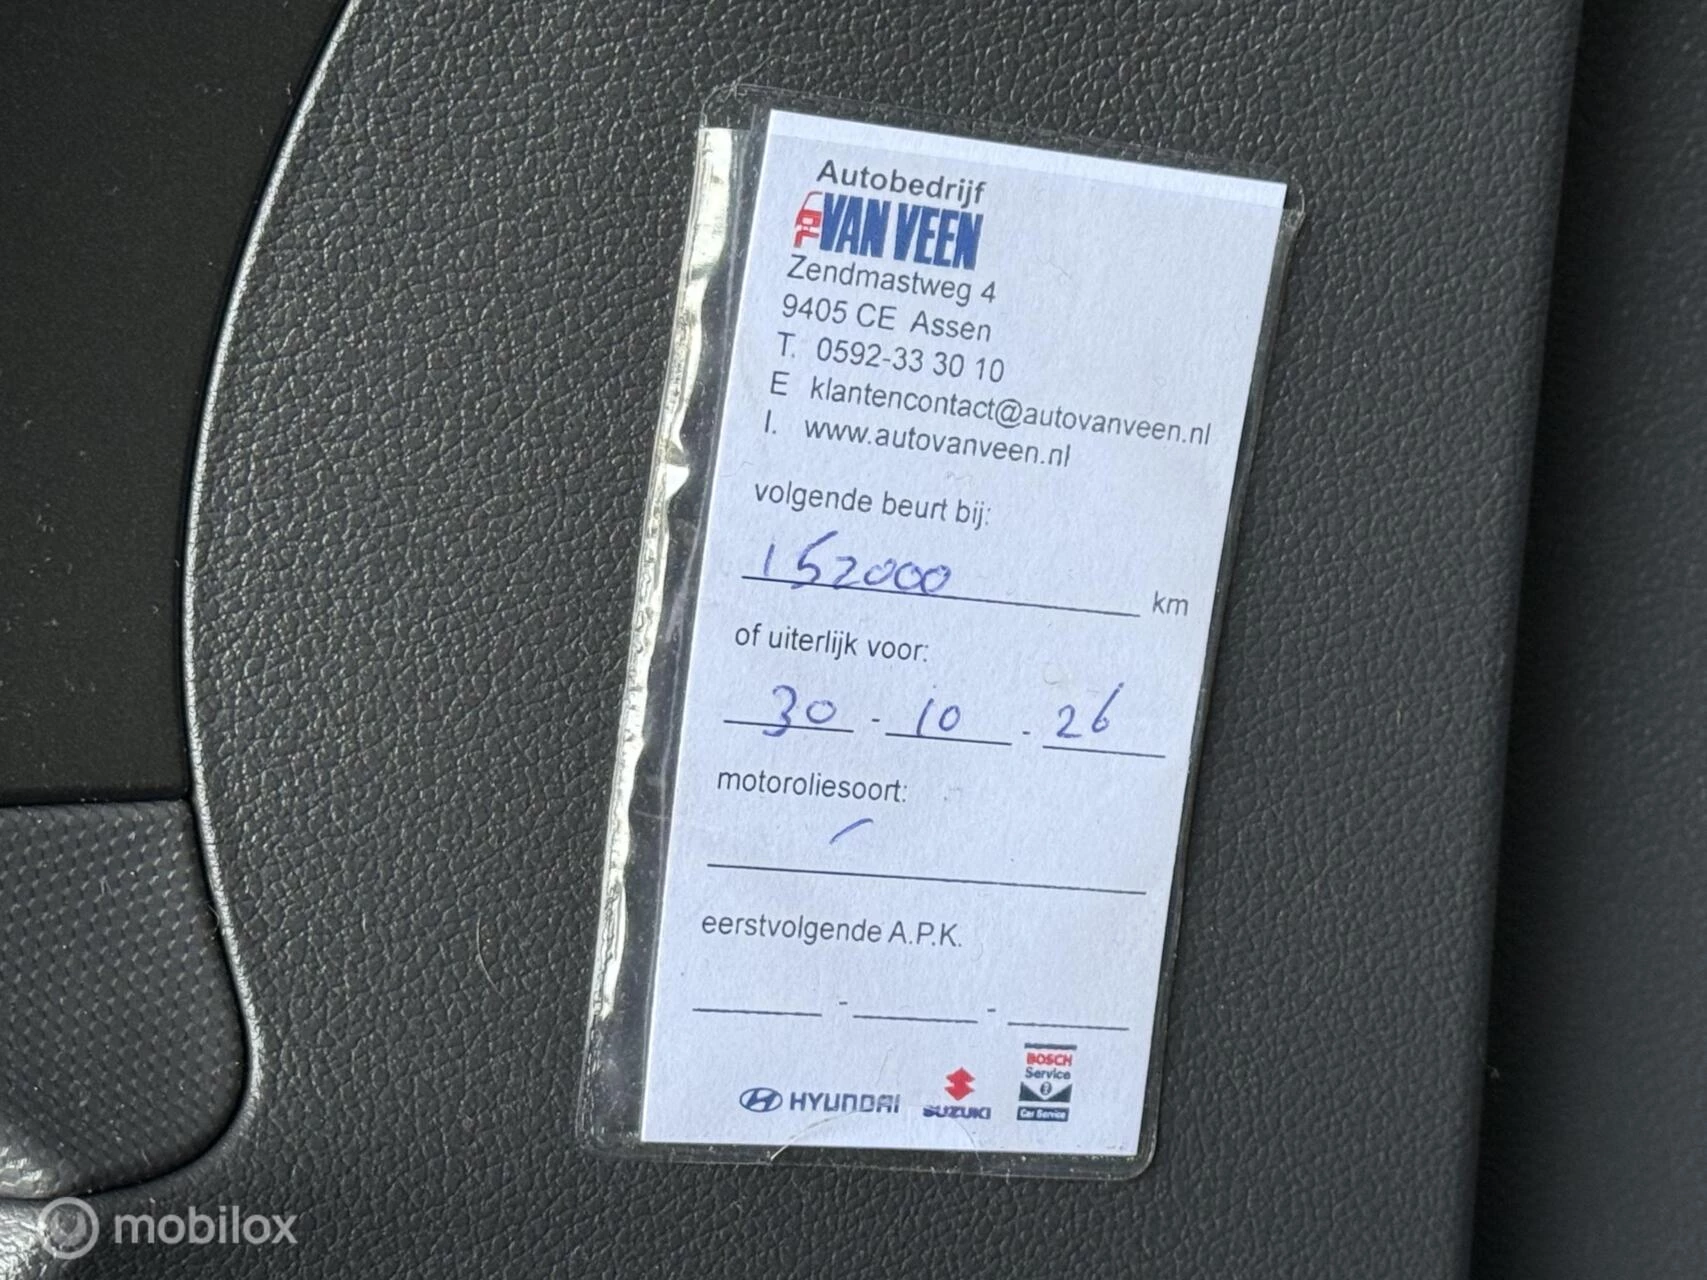 Autobedrijf
VAN VEEN
Zendmastweg 4
9405 CE Assen
T. 0592-33 30 10
E klantencontact@autovanveen.nl
I. www.autovanveen.nl
volgende beurt bij:
152000 km
of uiterlijk voor:
30 - 10 - 26
motoroliesoort:
eerstvolgende A.P.K.
- -
HYUNDAI
SUZUKI
BOSCH
Service
Car Service
mobilox